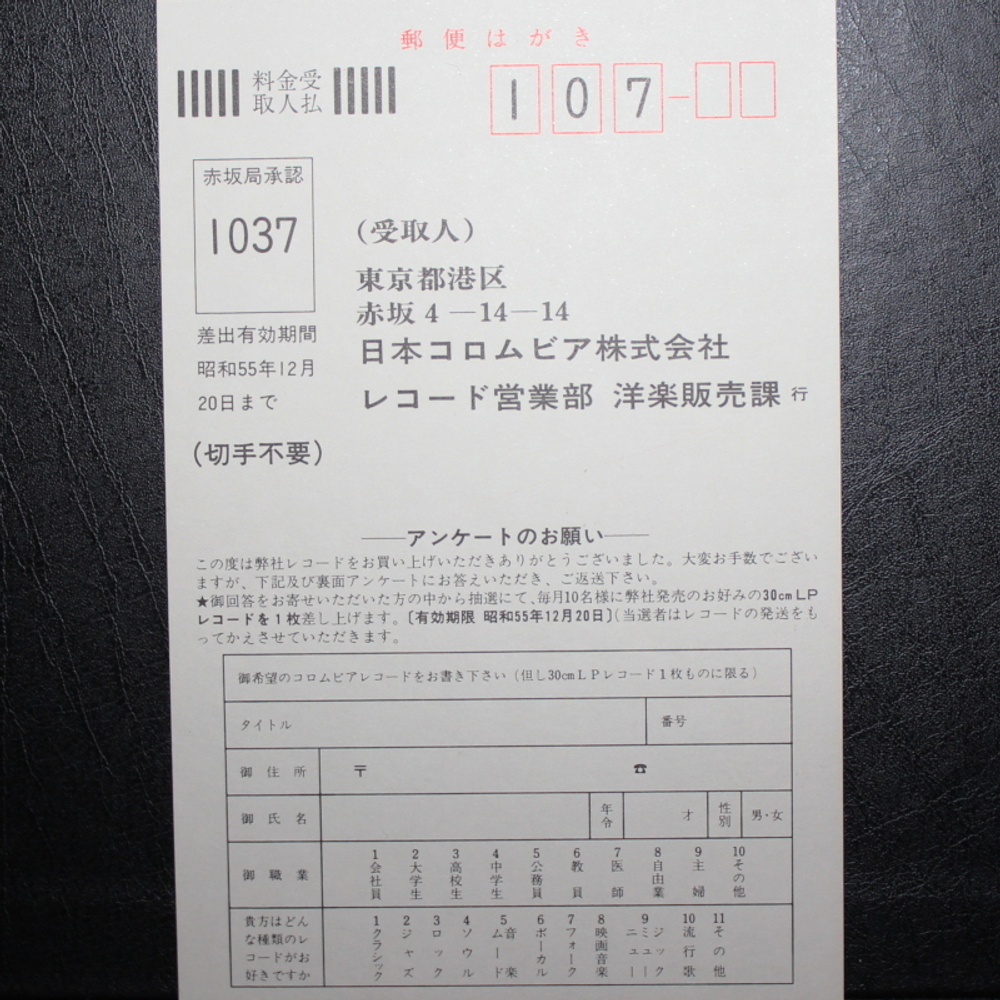 郵便はがき
料金受
取人払
107-
赤坂局承認
1037
差出有効期間
昭和55年12月
20日まで
(切手不要)
(受取人)
東京都港区
赤坂4—14—14
日本コロムビア株式会社
レコード営業部 洋楽販売課 行
——アンケートのお願い——
この度は弊社レコードをお買い上げいただきありがとうございました。大変お手数でござい
ますが、下記及び裏面アンケートにお答えいただき、ご返送下さい。
★御回答をお寄せいただいた方の中から抽選にて、毎月10名様に弊社発売のお好みの30cmLP
レコードを1枚差し上げます。〔有効期限 昭和55年12月20日〕(当選者はレコードの発送をも
ってかえさせていただきます。
御希望のコロムビアレコードをお書き下さい(但し30cmLPレコード1枚ものに限る)
タイトル 番号
御住所 〒 ☎
御氏名 年令 才 性別 男・女
御職業 1会社員 2大学生 3高校生 4中学生 5公務員 6教員 7医師 8自由業 9主婦 10その他
貴方はどん
な種類のレ
コードがお
好きですか
1クラシック 2ジャズ 3ロック 4ソウル 5ムード音楽 6ボーカル 7フォーク 8映画音楽 9ニューミュージック 10流行歌 11その他